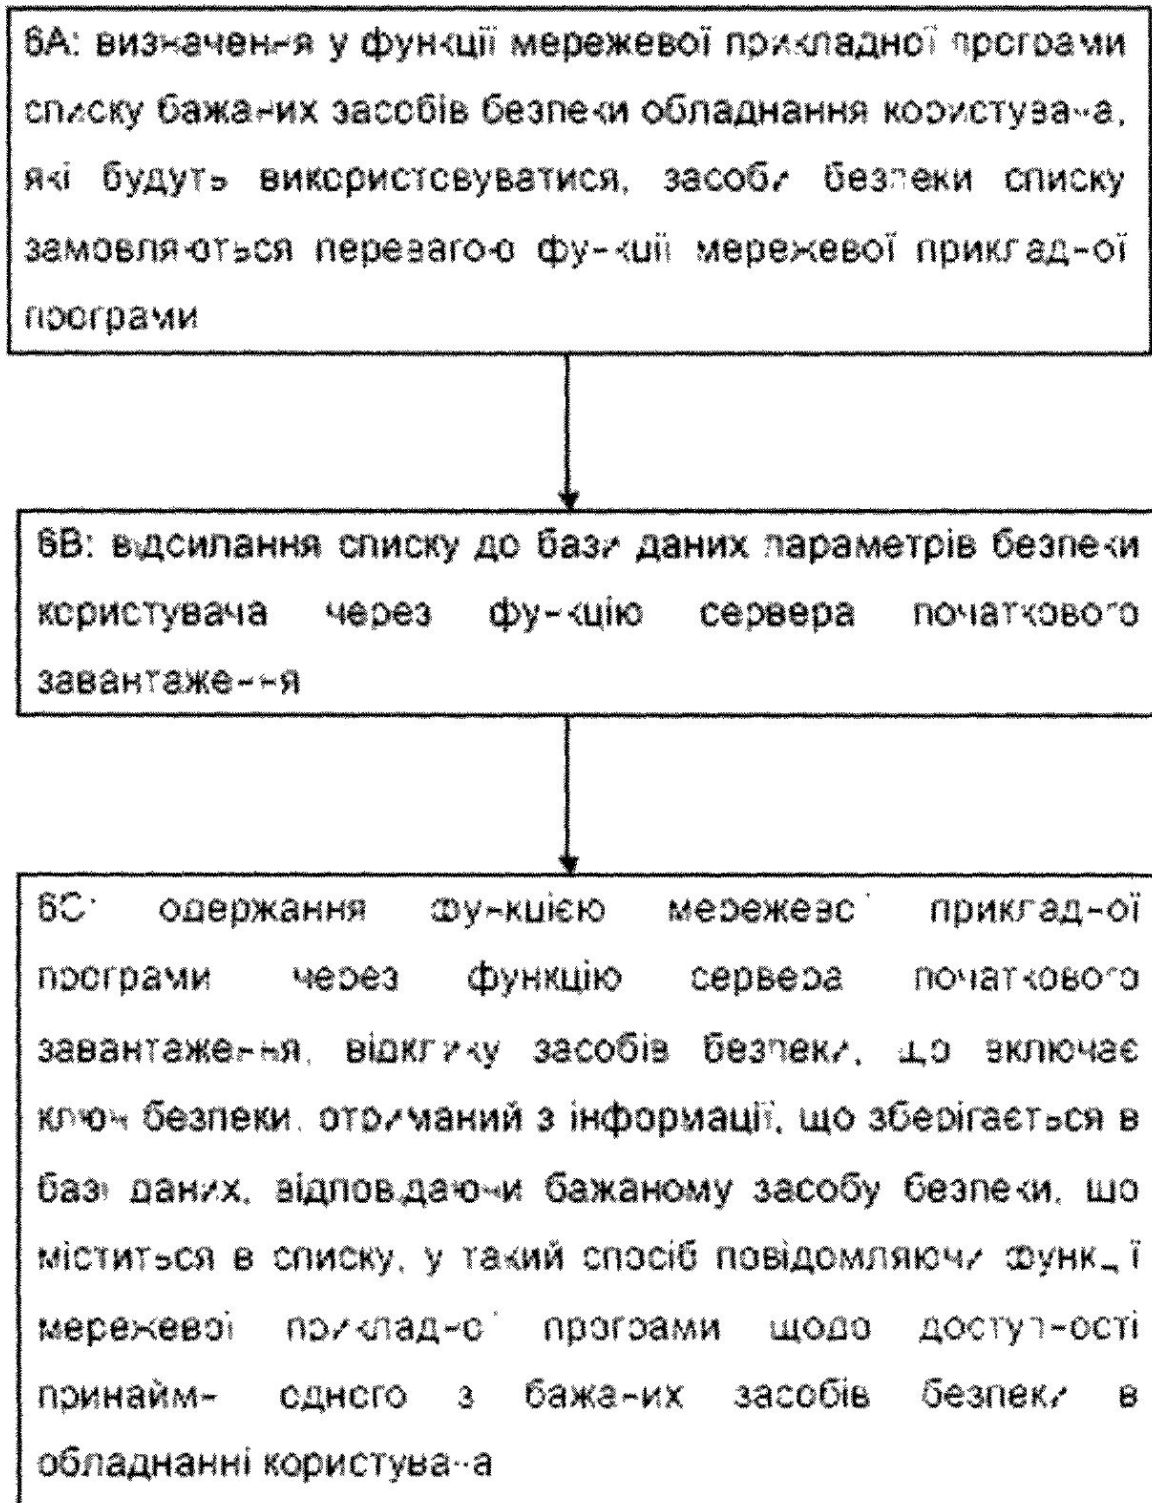 6А: визначення у функції мережевої прикладної програми
списку бажаних засобів безпеки обладнання користувача,
які будуть використовуватися, засоби безпеки списку
замовляються перевагою функції мережевої прикладної
програми
6В: відсилання списку до бази даних параметрів безпеки
користувача через функцію сервера початкового
завантаження
6С: одержання функцією мережевої прикладної
програми через функцію сервера початкового
завантаження, відклику засобів безпеки, що включає
ключ безпеки, отриманий з інформації, що зберігається в
базі даних, відповідаючи бажаному засобу безпеки, що
міститься в списку, у такий спосіб повідомляючи функції
мережевої прикладної програми щодо доступності
принаймні одного з бажаних засобів безпеки в
обладнанні користувача